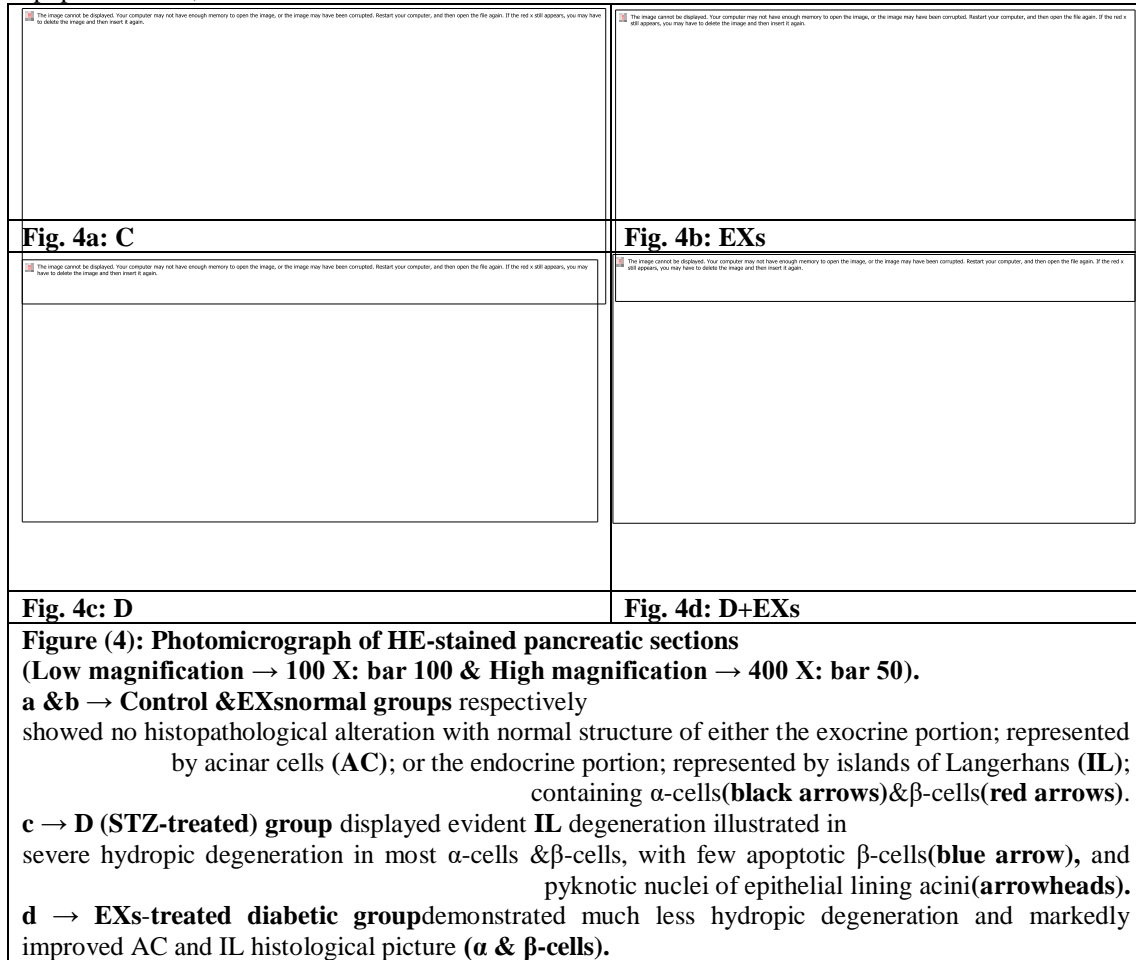 The image cannot be displayed. Your computer may not have enough memory to open the image, or the image may have been corrupted. Restart your computer, and then open the file again. If the red x still appears, you may have
to delete the image and then insert it again.
The image cannot be displayed. Your computer may not have enough memory to open the image, or the image may have been corrupted. Restart your computer, and then open the file again. If the red x
still appears, you may have to delete the image and then insert it again.
Fig. 4a: C
Fig. 4b: EXs
The image cannot be displayed. Your computer may not have enough memory to open the image, or the image may have been corrupted. Restart your computer, and then open the file again. If the red x still appears, you may
have to delete the image and then insert it again.
The image cannot be displayed. Your computer may not have enough memory to open the image, or the image may have been corrupted. Restart your computer, and then open the file again. If the red x
still appears, you may have to delete the image and then insert it again.
Fig. 4c: D
Fig. 4d: D+EXs
Figure (4): Photomicrograph of HE-stained pancreatic sections
(Low magnification → 100 X: bar 100 & High magnification → 400 X: bar 50).
a &b → Control &EXsnormal groups respectively
showed no histopathological alteration with normal structure of either the exocrine portion; represented
by acinar cells (AC); or the endocrine portion; represented by islands of Langerhans (IL);
containing α-cells(black arrows)&β-cells(red arrows).
c → D (STZ-treated) group displayed evident IL degeneration illustrated in
severe hydropic degeneration in most α-cells &β-cells, with few apoptotic β-cells(blue arrow), and
pyknotic nuclei of epithelial lining acini(arrowheads).
d → EXs-treated diabetic groupdemonstrated much less hydropic degeneration and markedly
improved AC and IL histological picture (α & β-cells).